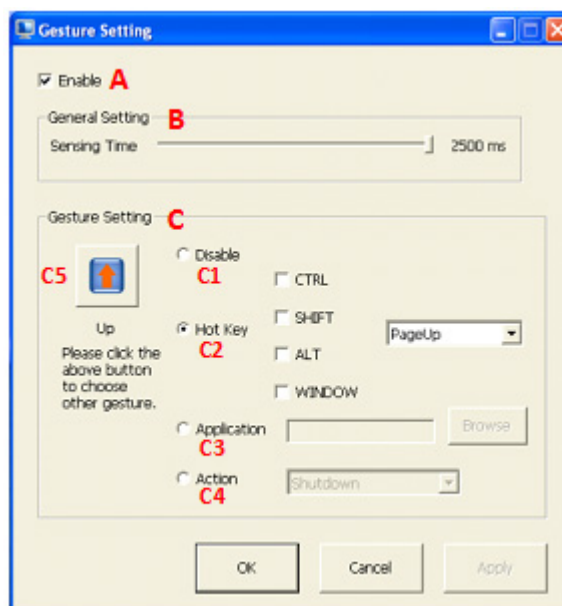 Gesture Setting
Enable A
General Setting B
Sensing Time 2500 ms
Gesture Setting C
C5
Up
Please click the
above button
to choose
other gesture.
Disable
C1
CTRL
SHIFT
Hot Key
C2
PageUp
ALT
WINDOW
Application
C3
Browse
Action
C4
Shutdown
OK Cancel Apply